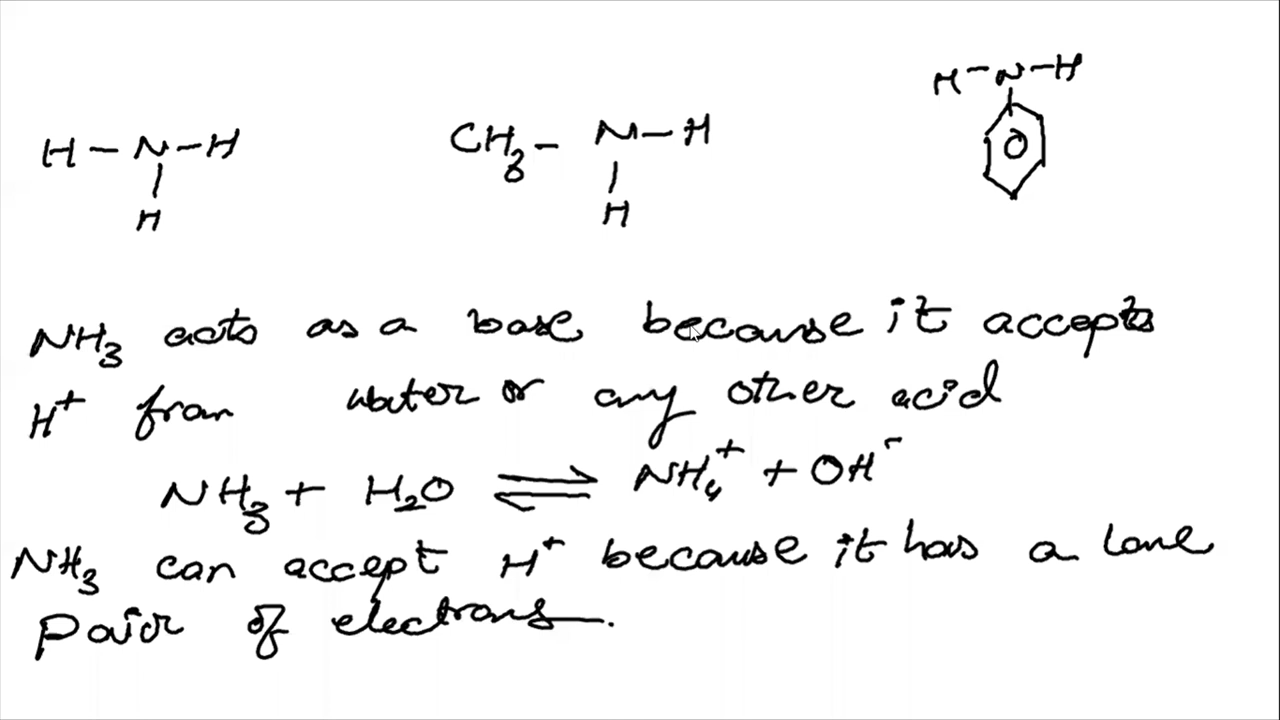 H - N - H
H
CH₃ - N - H
H
H - N - H
NH₃ acts as a base because it accepts
H⁺ from water or any other acid
NH₃ + H₂O ⇌ NH₄⁺ + OH⁻
NH₃ can accept H⁺ because it has a lone
pair of electrons.